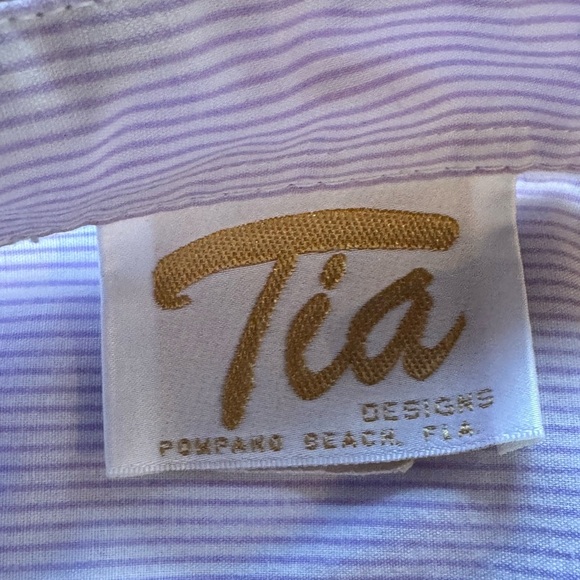 Tia
DESIGNS
POMPANO BEACH, FLA.